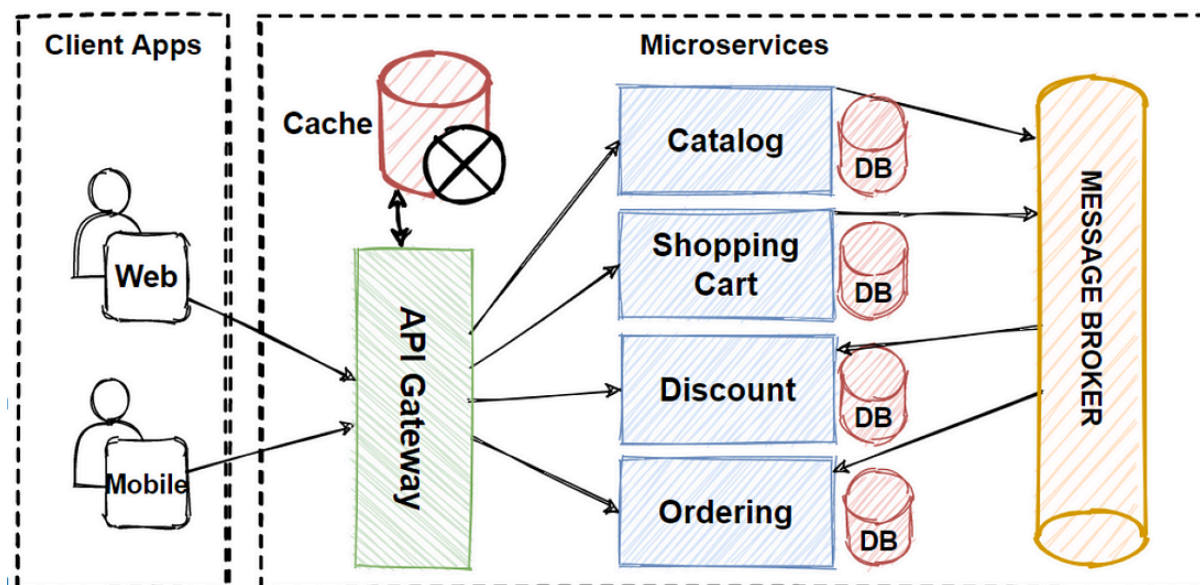 Client Apps
Microservices
Cache
Web
Mobile
API Gateway
Catalog
DB
Shopping
Cart
DB
Discount
DB
Ordering
DB
MESSAGE BROKER